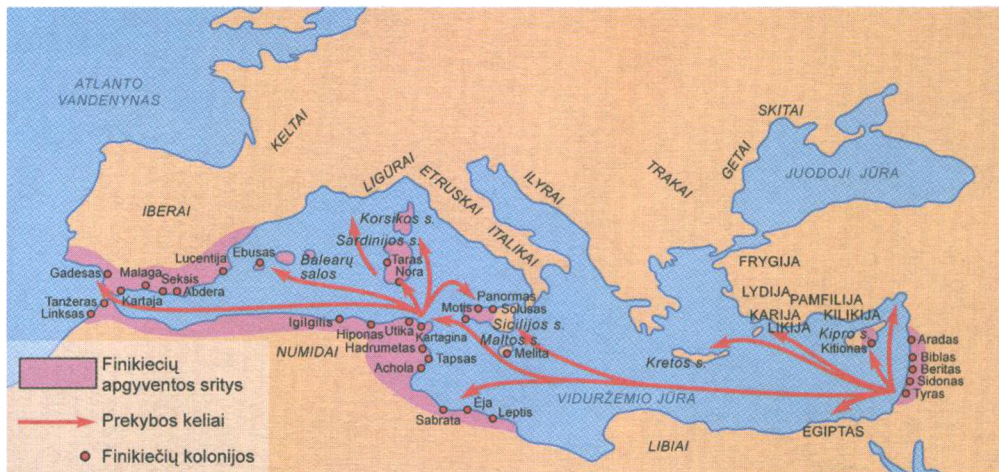 ATLANTO
VANDENYNAS
KELTAI
IBERAI
LIGŪRAI
ETRUSKAI
ITALIKAI
ILYRAI
TRAKAI
GETAI
SKITAI
JUODOJI JŪRA
Korsikos s.
Sardinijos s.
Taras
Nora
Balearų
salos
Ebusas
Lucentija
Gadesas
Malaga
Seksis
Abdera
Kartaja
Tanžeras
Linksas
Igilgilis
Hiponas
Utika
Kartagina
Hadrumetas
Tapsas
Achola
NUMIDAI
Panormas
Motis
Solusas
Sicilijos s.
Maltos s.
Melita
Sabrata
Ėja
Leptis
VIDURŽEMIO JŪRA
LIBIAI
EGIPTAS
FRYGIJA
LYDIJA
PAMFILIJA
KARIJA
KILIKIJA
LIKIJA
Kipro s.
Kitionas
Kretos s.
Aradas
Biblas
Beritas
Sidonas
Tyras
Finikiečių
apgyventos sritys
Prekybos keliai
Finikiečių kolonijos